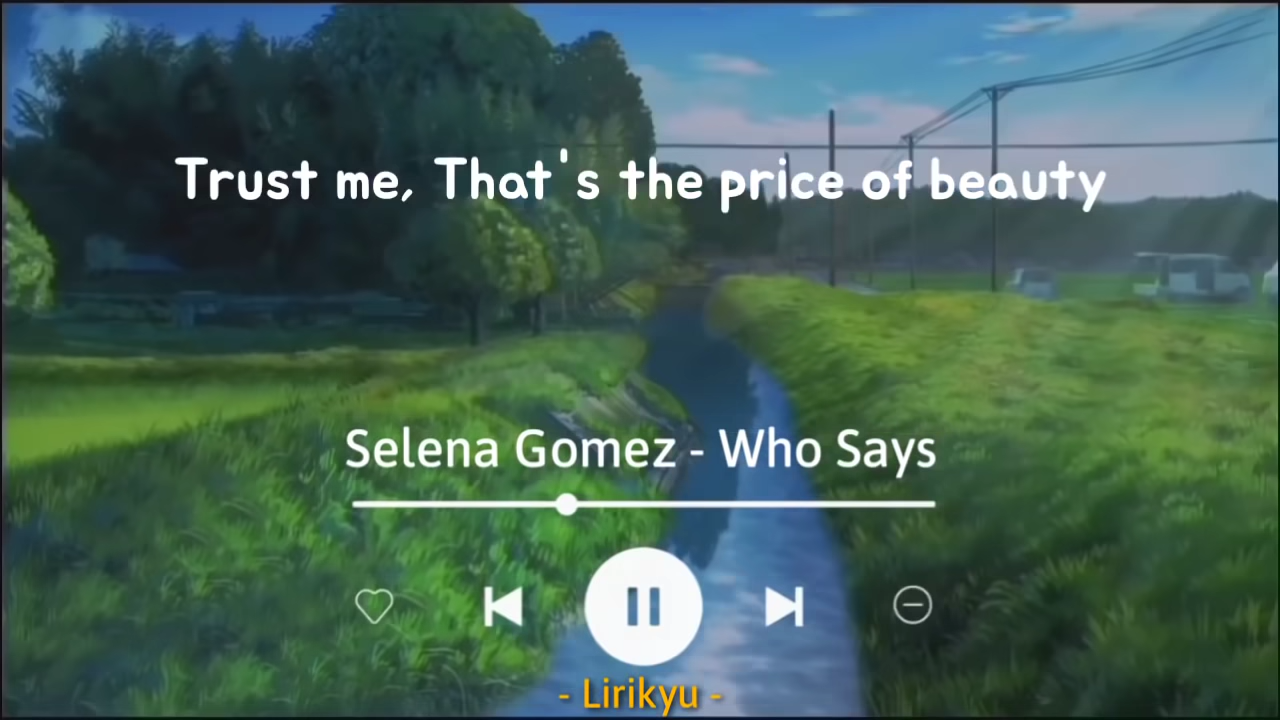 Trust me, That's the price of beauty
Selena Gomez - Who Says
- Lirikyu -